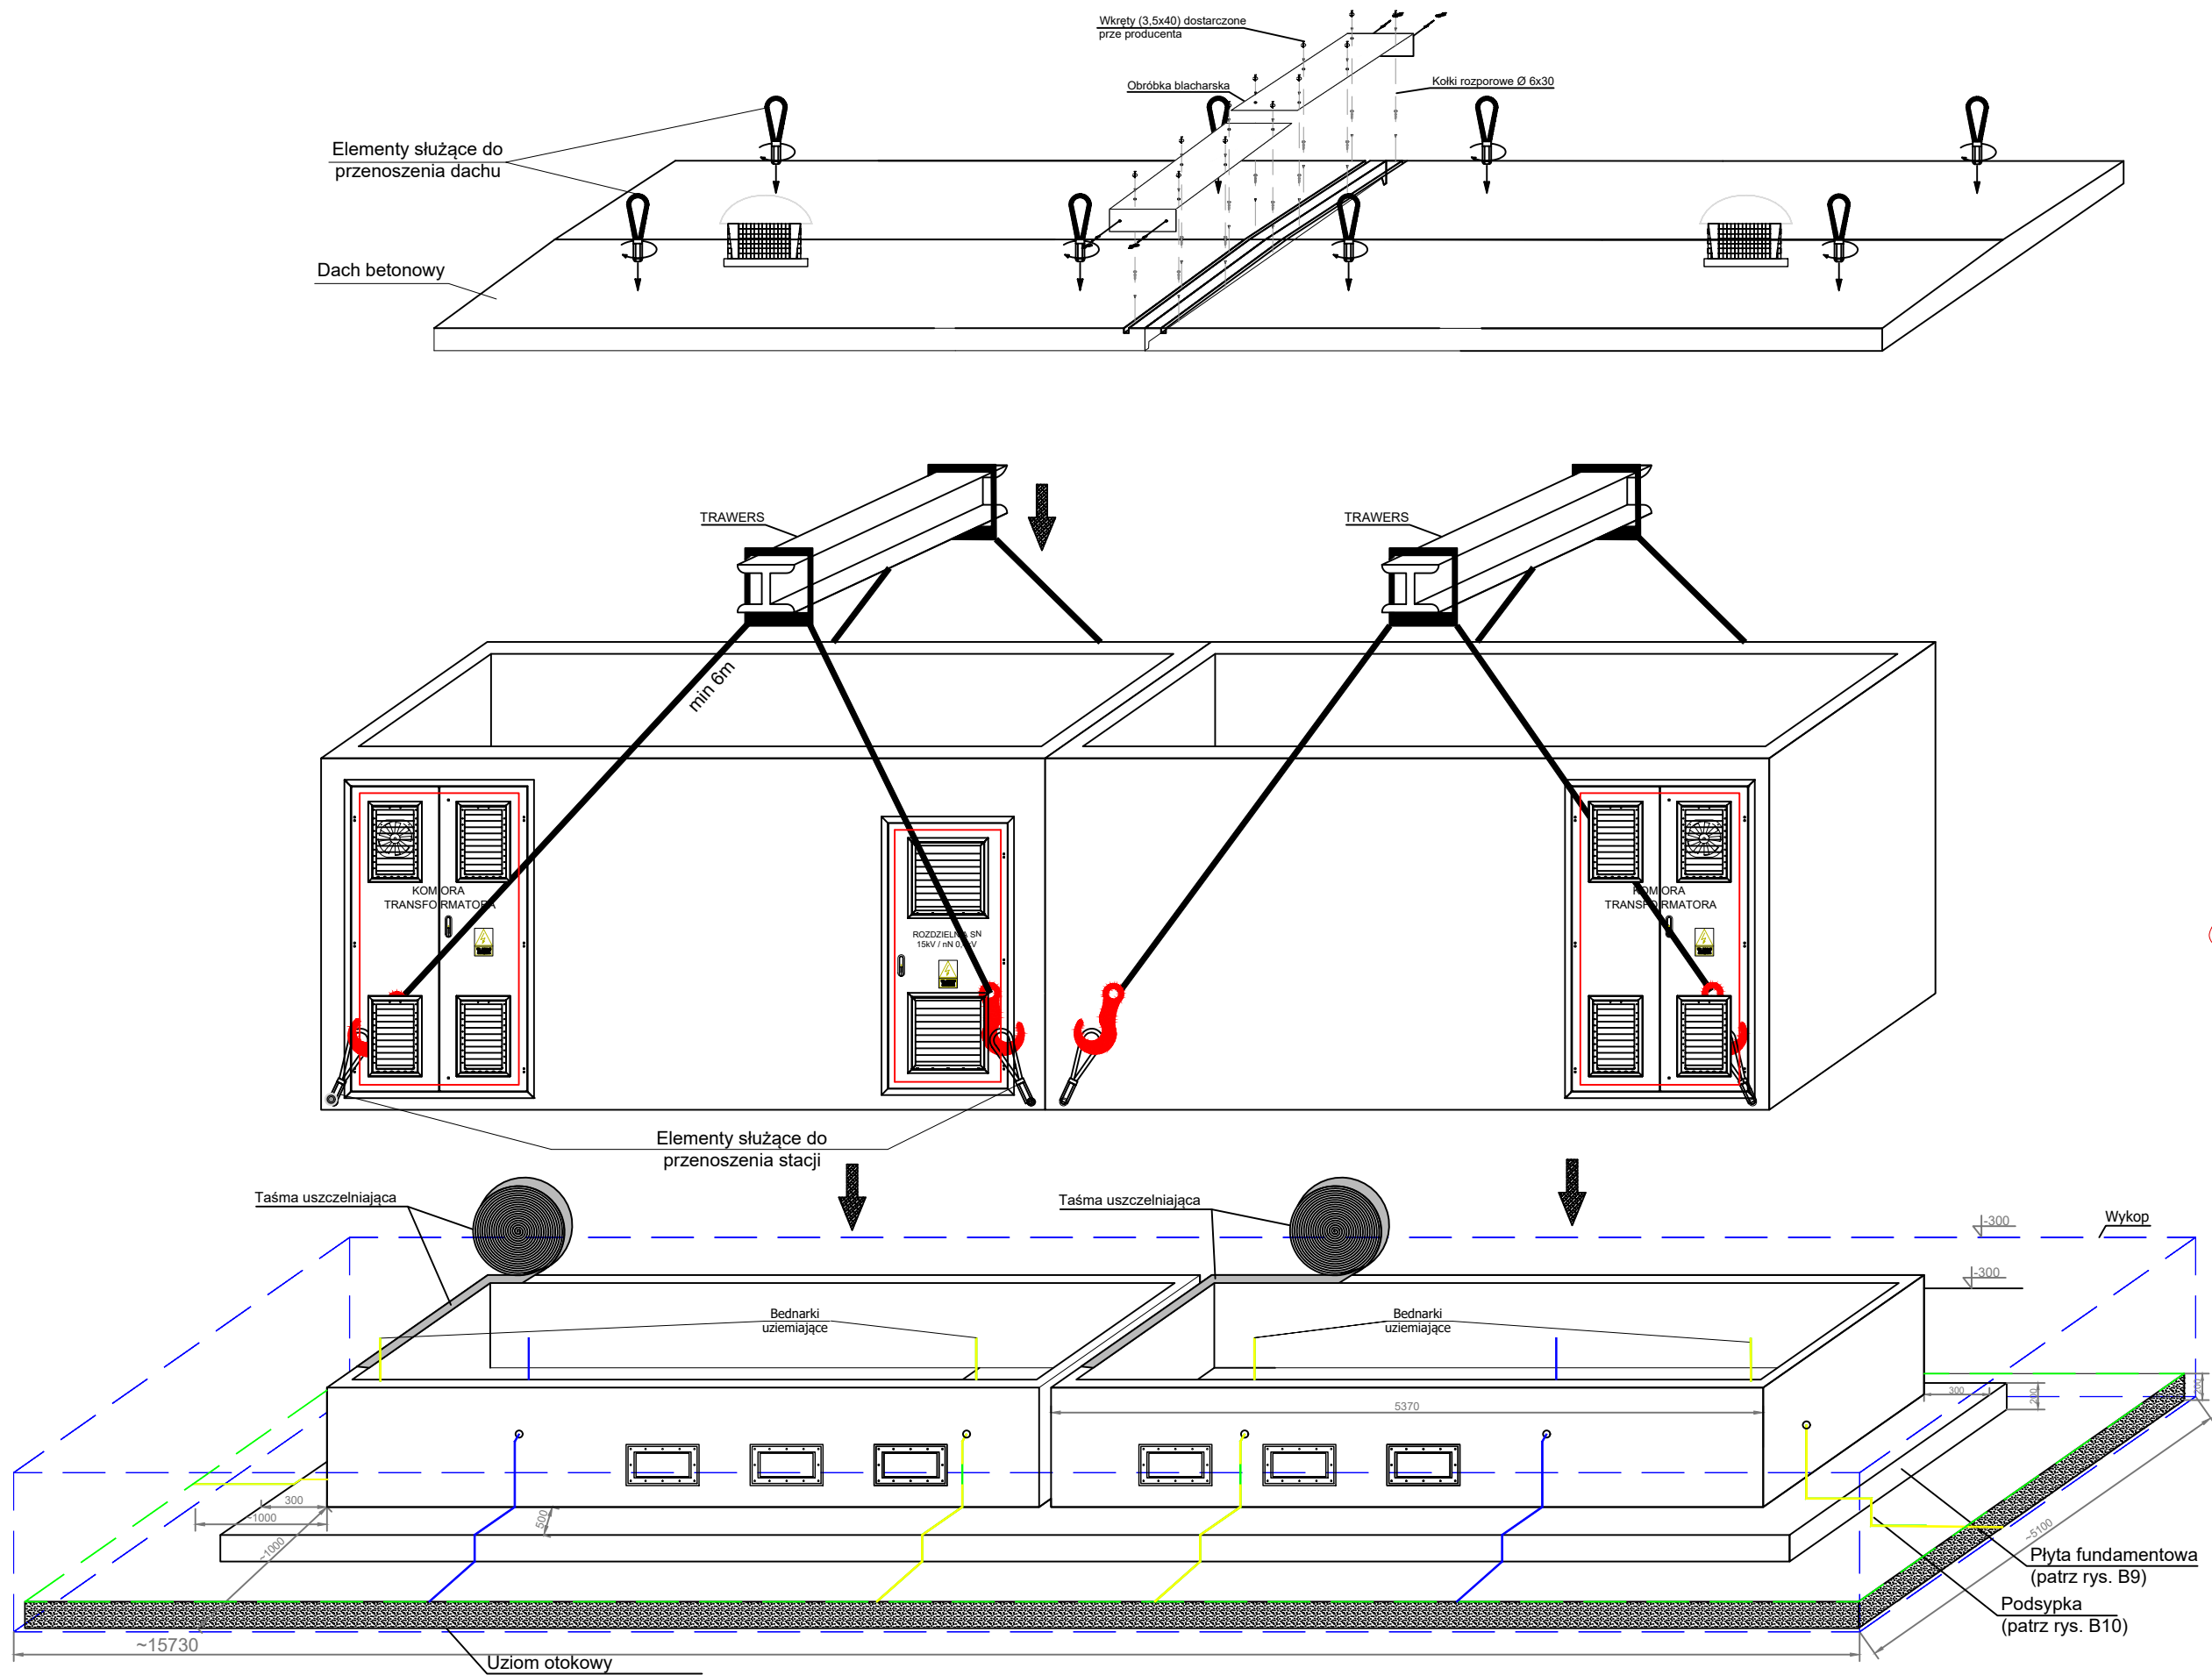 Wkręty (3,5x40) dostarczone
prze producenta
Obróbka blacharska
Kołki rozporowe Ø 6x30
Elementy służące do
przenoszenia dachu
Dach betonowy
TRAWERS
TRAWERS
min 6m
KOMORA
TRANSFORMATORA
ROZDZIELNIA SN
15kV / nN 0, kV
KOMORA
TRANSFORMATORA
Elementy służące do
przenoszenia stacji
Taśma uszczelniająca
Taśma uszczelniająca
-300
Wykop
-300
Bednarki
uziemiające
Bednarki
uziemiające
5370
300
200
200
300
~1000
~1000
500
~5100
Płyta fundamentowa
(patrz rys. B9)
Podsypka
(patrz rys. B10)
~15730
Uziom otokowy